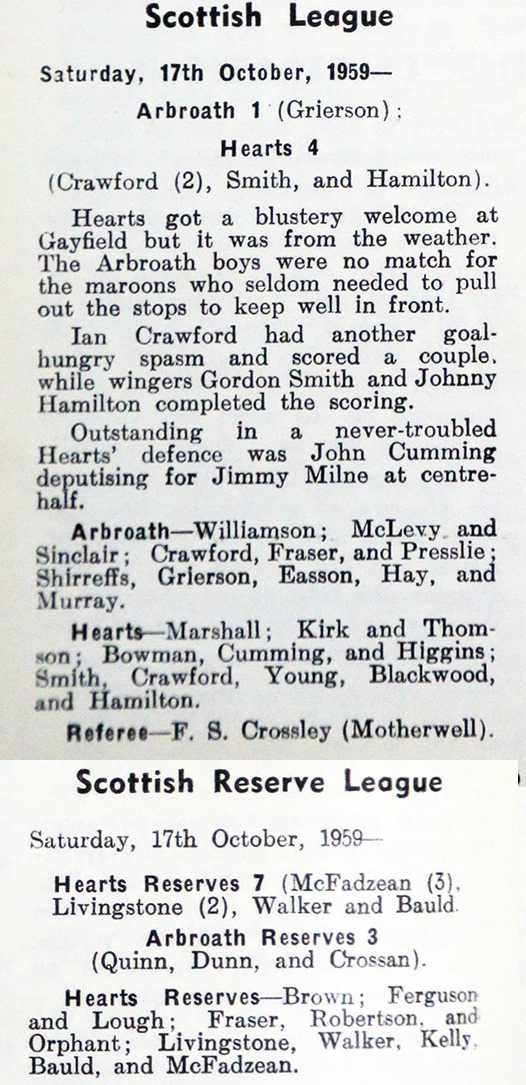 Scottish League
Saturday, 17th October, 1959—
Arbroath 1 (Grierson) ;
Hearts 4
(Crawford (2), Smith, and Hamilton).
Hearts got a blustery welcome at
Gayfield but it was from the weather.
The Arbroath boys were no match for
the maroons who seldom needed to pull
out the stops to keep well in front.
Ian Crawford had another goal-
hungry spasm and scored a couple,
while wingers Gordon Smith and Johnny
Hamilton completed the scoring.
Outstanding in a never-troubled
Hearts' defence was John Cumming
deputising for Jimmy Milne at centre-
half.
Arbroath—Williamson; McLevy and
Sinclair; Crawford, Fraser, and Presslie;
Shirreffs, Grierson, Easson, Hay, and
Murray.
Hearts—Marshall; Kirk and Thom-
son; Bowman, Cumming, and Higgins;
Smith, Crawford, Young, Blackwood,
and Hamilton.
Referee—F. S. Crossley (Motherwell).
Scottish Reserve League
Saturday, 17th October, 1959—
Hearts Reserves 7 (McFadzean (3),
Livingstone (2), Walker and Bauld.
Arbroath Reserves 3
(Quinn, Dunn, and Crossan).
Hearts Reserves—Brown; Ferguson
and Lough; Fraser, Robertson, and
Orphant; Livingstone, Walker, Kelly,
Bauld, and McFadzean.